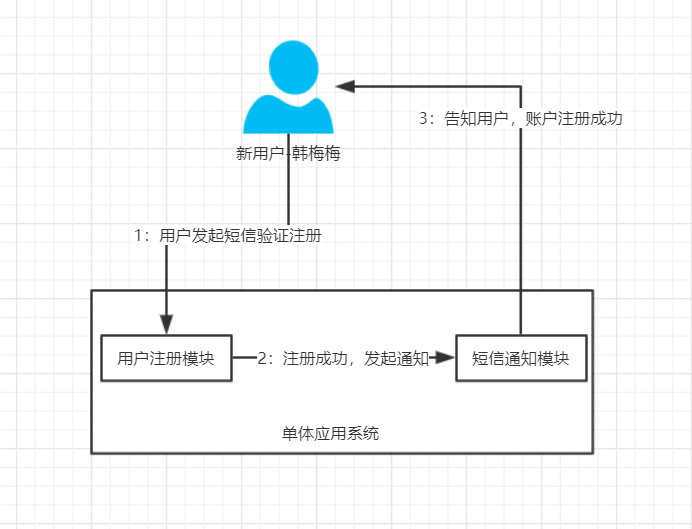 3：告知用户，账户注册成功
新用户-韩梅梅
1：用户发起短信验证注册
用户注册模块
2：注册成功，发起通知
短信通知模块
单体应用系统